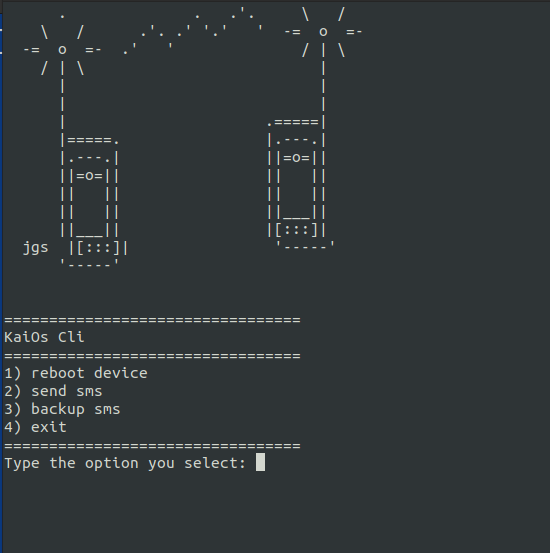 jgs
=================================
KaiOs Cli
=================================
1) reboot device
2) send sms
3) backup sms
4) exit
=================================
Type the option you select: